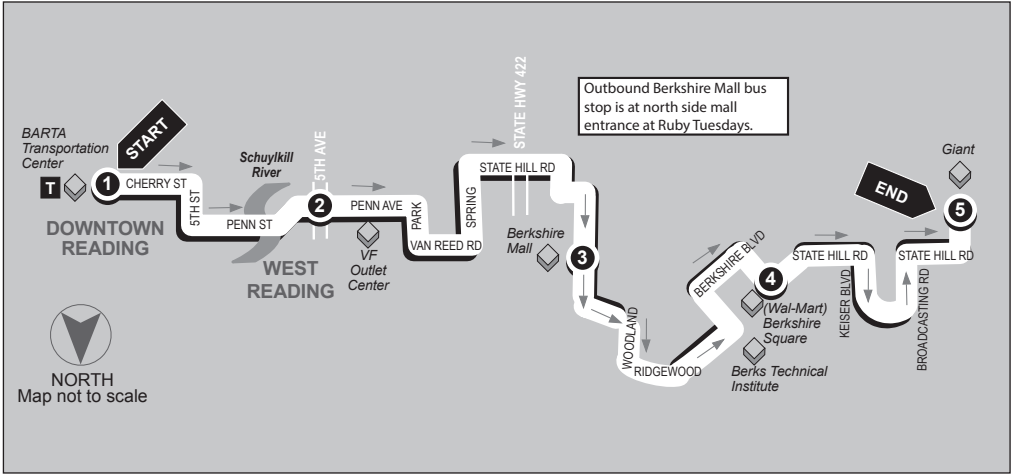 BARTA
Transportation
Center
T
START
1
CHERRY ST
5TH ST
DOWNTOWN
READING
Schuylkill
River
PENN ST
WEST
READING
5TH AVE
2
PENN AVE
VF
Outlet
Center
PARK
VAN REED RD
SPRING
STATE HWY 422
STATE HILL RD
Outbound Berkshire Mall bus
stop is at north side mall
entrance at Ruby Tuesdays.
Berkshire
Mall
3
WOODLAND
RIDGEWOOD
BERKSHIRE BLVD
4
(Wal-Mart)
Berkshire
Square
Berks Technical
Institute
STATE HILL RD
KEISER BLVD
BROADCASTING RD
STATE HILL RD
END
5
Giant
NORTH
Map not to scale